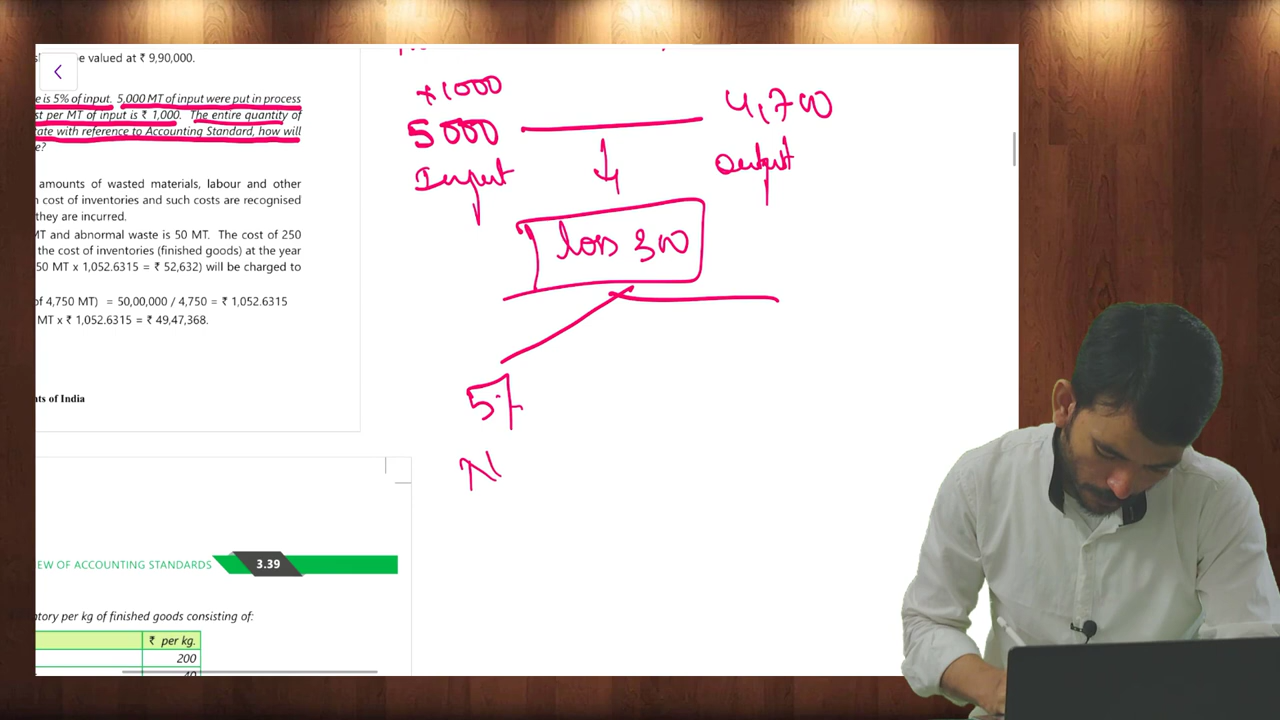 e valued at ₹ 9,90,000.
e is 5% of input. 5,000 MT of input were put in process
st per MT of input is ₹ 1,000. The entire quantity of
tate with reference to Accounting Standard, how will
e?
amounts of wasted materials, labour and other
cost of inventories and such costs are recognised
they are incurred.
MT and abnormal waste is 50 MT. The cost of 250
the cost of inventories (finished goods) at the year
50 MT x 1,052.6315 = ₹ 52,632) will be charged to
of 4,750 MT) = 50,00,000 / 4,750 = ₹ 1,052.6315
MT x ₹ 1,052.6315 = ₹ 49,47,368.
nts of India
EW OF ACCOUNTING STANDARDS 3.39
ntory per kg of finished goods consisting of:
₹ per kg.
200
40
x1000
5000
Input
4,700
Output
loss 300
5%
N